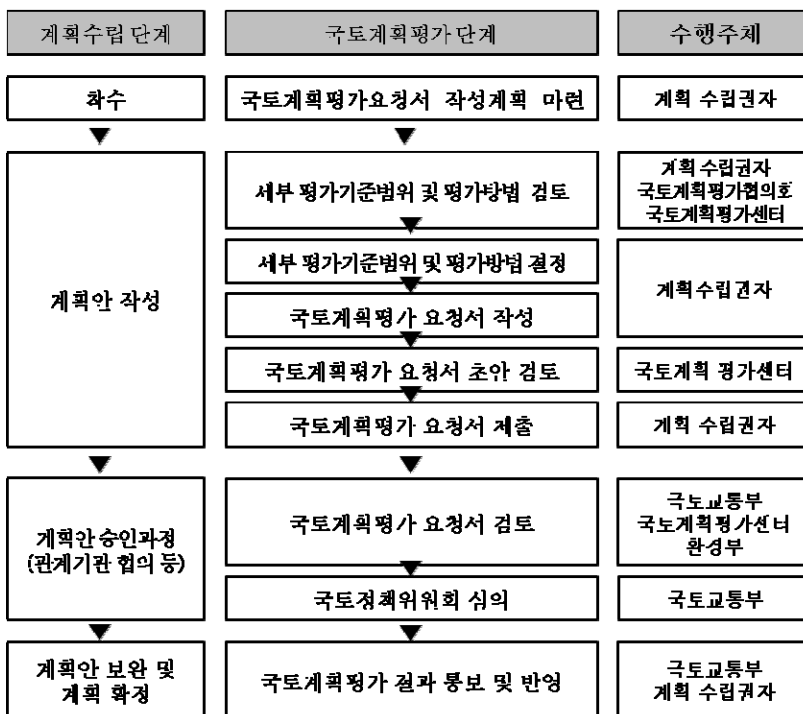 계획수립 단계
국토계획평가 단계
수행주체
착수
국토계획평가요청서 작성계획 마련
계획 수립권자
계획안 작성
세부 평가기준범위 및 평가방법 검토
계획 수립권자
국토계획평가협의회
국토계획평가센터
세부 평가기준범위 및 평가방법 결정
국토계획평가 요청서 작성
계획수립권자
국토계획평가 요청서 초안 검토
국토계획 평가센터
국토계획평가 요청서 제출
계획 수립권자
계획안 승인과정
(관계기관 협의 등)
국토계획평가 요청서 검토
국토교통부
국토계획평가센터
환경부
국토정책위원회 심의
국토교통부
계획안 보완 및
계획 확정
국토계획평가 결과 통보 및 반영
국토교통부
계획 수립권자